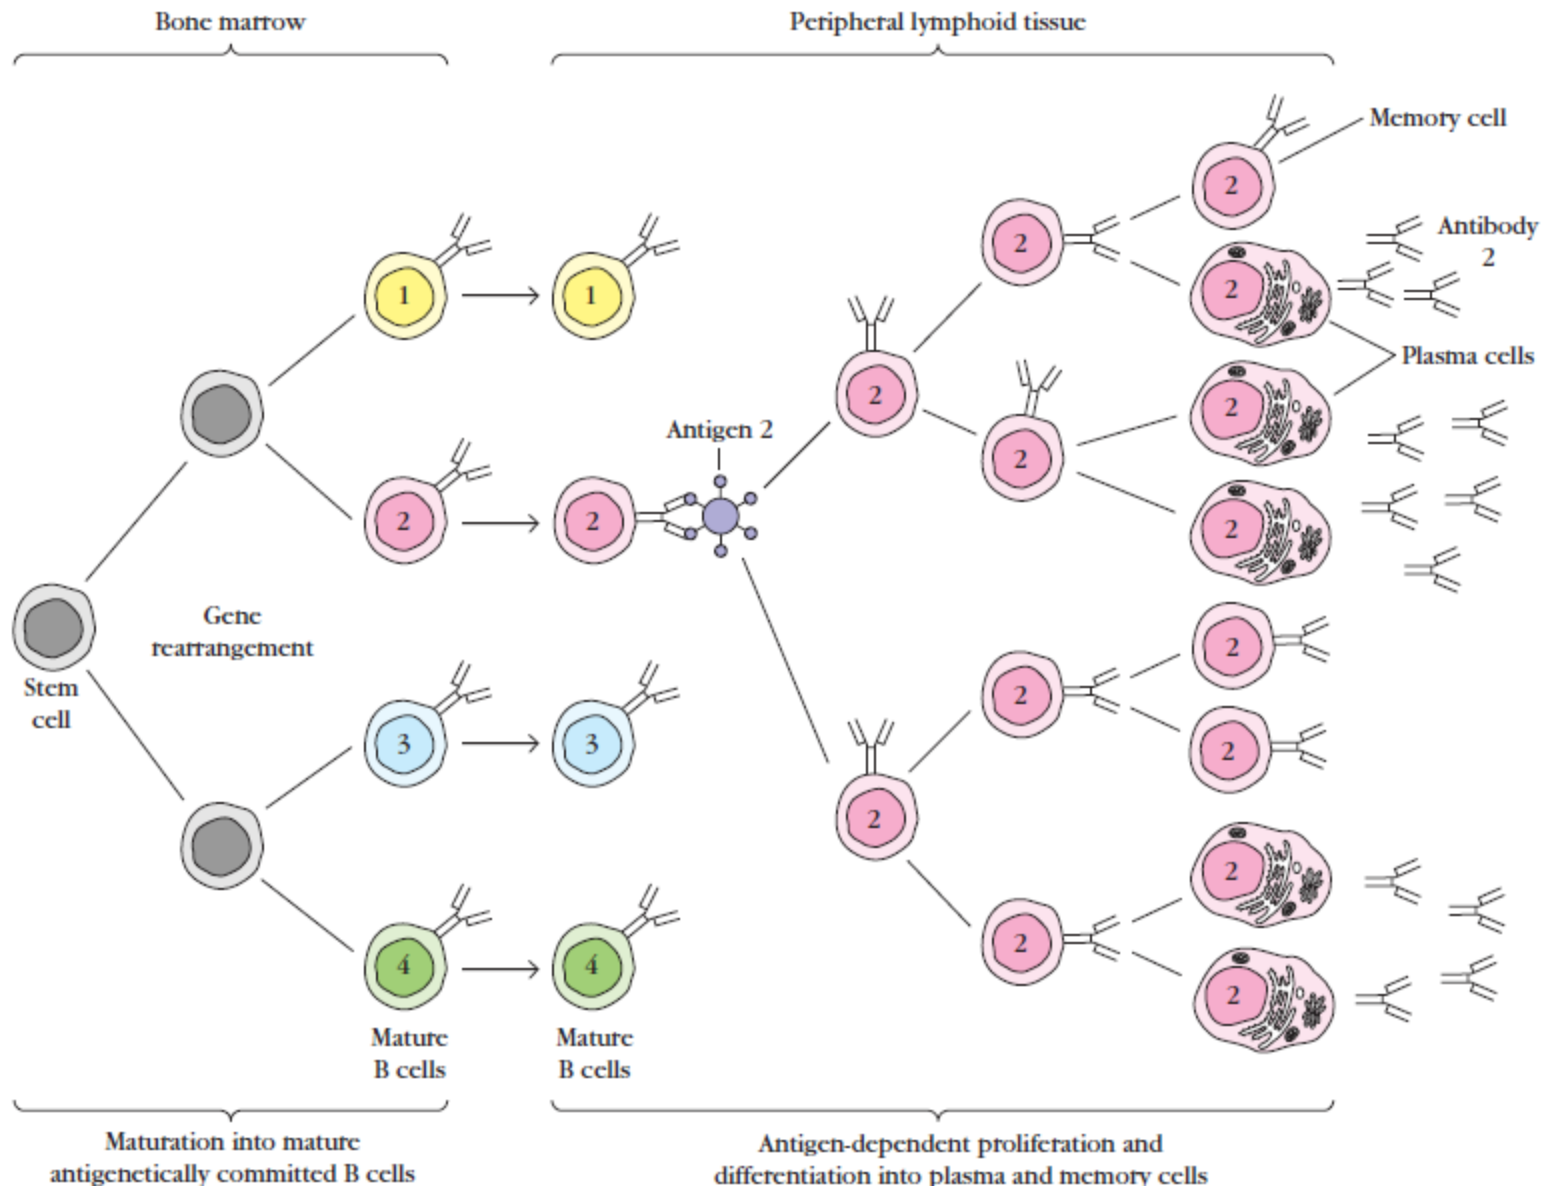 Bone marrow
Peripheral lymphoid tissue
Memory cell
2
Antibody
2
2
2
1
1
2
Plasma cells
2
2
Antigen 2
2
2
2
2
Gene
rearrangement
Stem
cell
2
2
2
3
3
2
2
2
4
4
2
Mature
B cells
Mature
B cells
Maturation into mature
antigenetically committed B cells
Antigen-dependent proliferation and
differentiation into plasma and memory cells